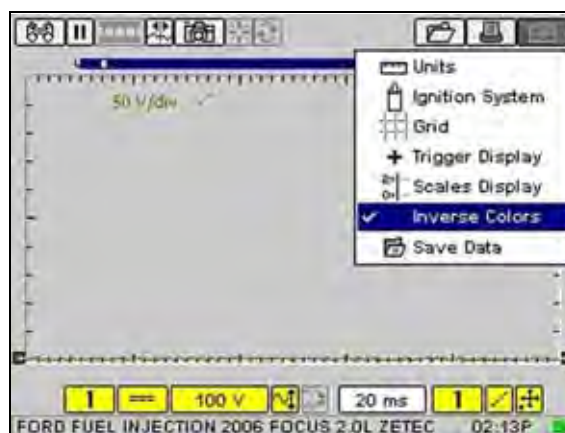 Units
50 V/div
Ignition System
Grid
Trigger Display
Scales Display
Inverse Colors
Save Data
1 100 V 20 ms 1
FORD FUEL INJECTION 2006 FOCUS 2.0L ZETEC 02:13P